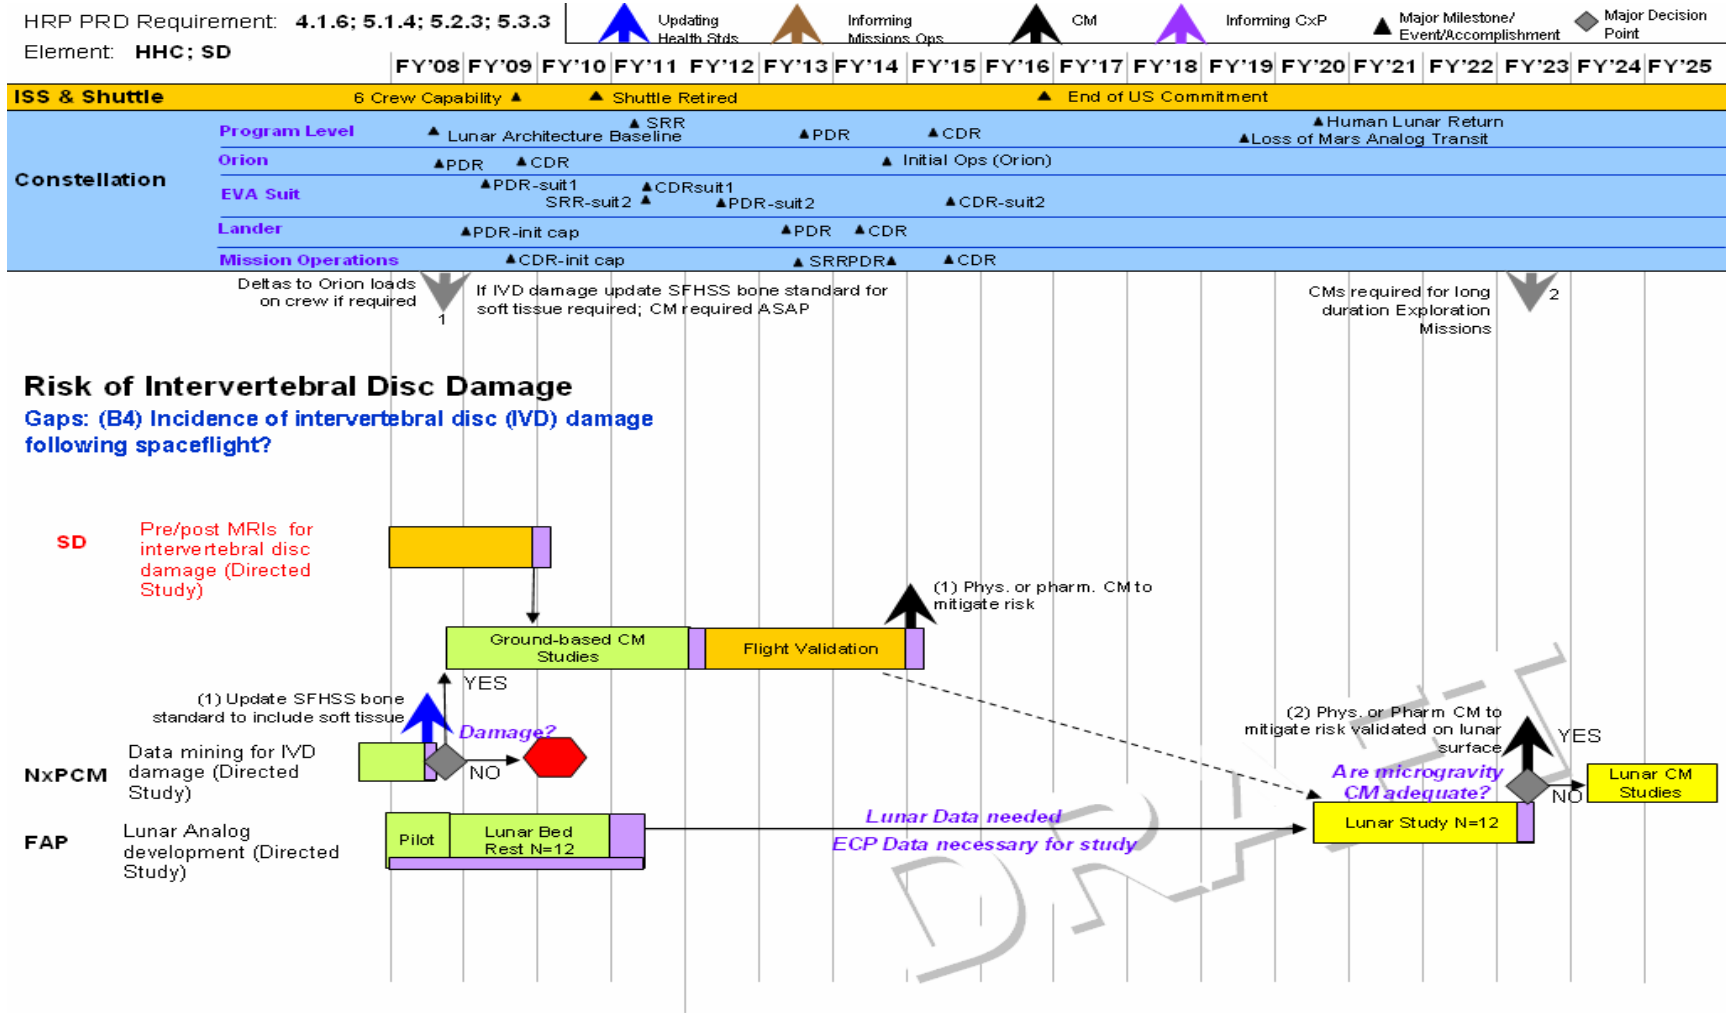 HRP PRD Requirement: 4.1.6; 5.1.4; 5.2.3; 5.3.3
Element: HHC; SD
Updating
Health Stds
Informing
Missions Ops
CM
Informing CxP
Major Milestone/
Event/Accomplishment
Major Decision
Point
FY'08 FY'09 FY'10 FY'11 FY'12 FY'13 FY'14 FY'15 FY'16 FY'17 FY'18 FY'19 FY'20 FY'21 FY'22 FY'23 FY'24 FY'25
ISS & Shuttle
6 Crew Capability
Shuttle Retired
End of US Commitment
Constellation
Program Level
Lunar Architecture Baseline
SRR
PDR
CDR
Human Lunar Return
Loss of Mars Analog Transit
Orion
PDR
CDR
Initial Ops (Orion)
EVA Suit
PDR-suit1
SRR-suit2
CDRsuit1
PDR-suit2
CDR-suit2
Lander
PDR-init cap
PDR
CDR
Mission Operations
CDR-init cap
SRR
PDR
CDR
Deltas to Orion loads
on crew if required
1
If IVD damage update SFHSS bone standard for
soft tissue required; CM required ASAP
CMs required for long
duration Exploration
Missions
2
Risk of Intervertebral Disc Damage
Gaps: (B4) Incidence of intervertebral disc (IVD) damage
following spaceflight?
SD
Pre/post MRIs for
intervertebral disc
damage (Directed
Study)
(1) Phys. or pharm. CM to
mitigate risk
Ground-based CM
Studies
Flight Validation
YES
(1) Update SFHSS bone
standard to include soft tissue
Damage?
NO
NxPCM
Data mining for IVD
damage (Directed
Study)
(2) Phys. or Pharm CM to
mitigate risk validated on lunar
surface
YES
Are microgravity
CM adequate?
NO
Lunar CM
Studies
FAP
Lunar Analog
development (Directed
Study)
Pilot
Lunar Bed
Rest N=12
Lunar Data needed
ECP Data necessary for study
Lunar Study N=12
DRAFT